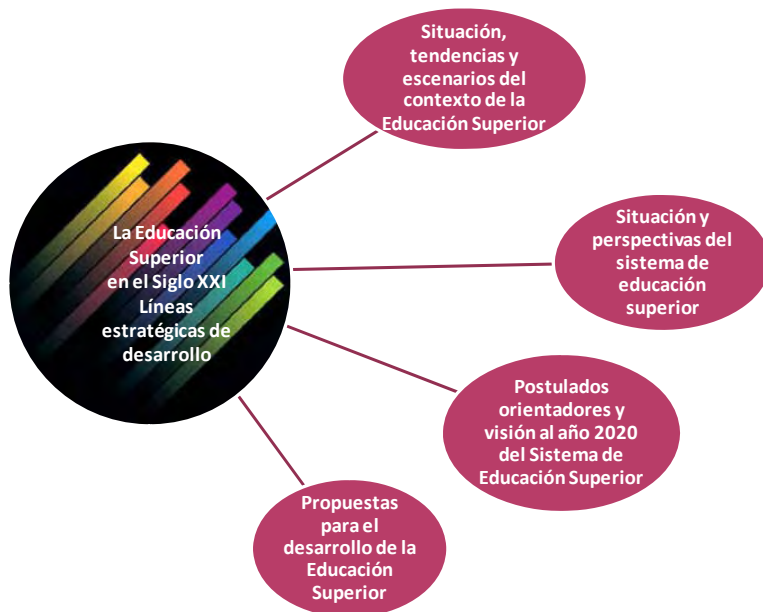 La Educación
Superior
en el Siglo XXI
Líneas
estratégicas de
desarrollo
Situación,
tendencias y
escenarios del
contexto de la
Educación Superior
Situación y
perspectivas del
sistema de
educación
superior
Postulados
orientadores y
visión al año 2020
del Sistema de
Educación Superior
Propuestas
para el
desarrollo de la
Educación
Superior